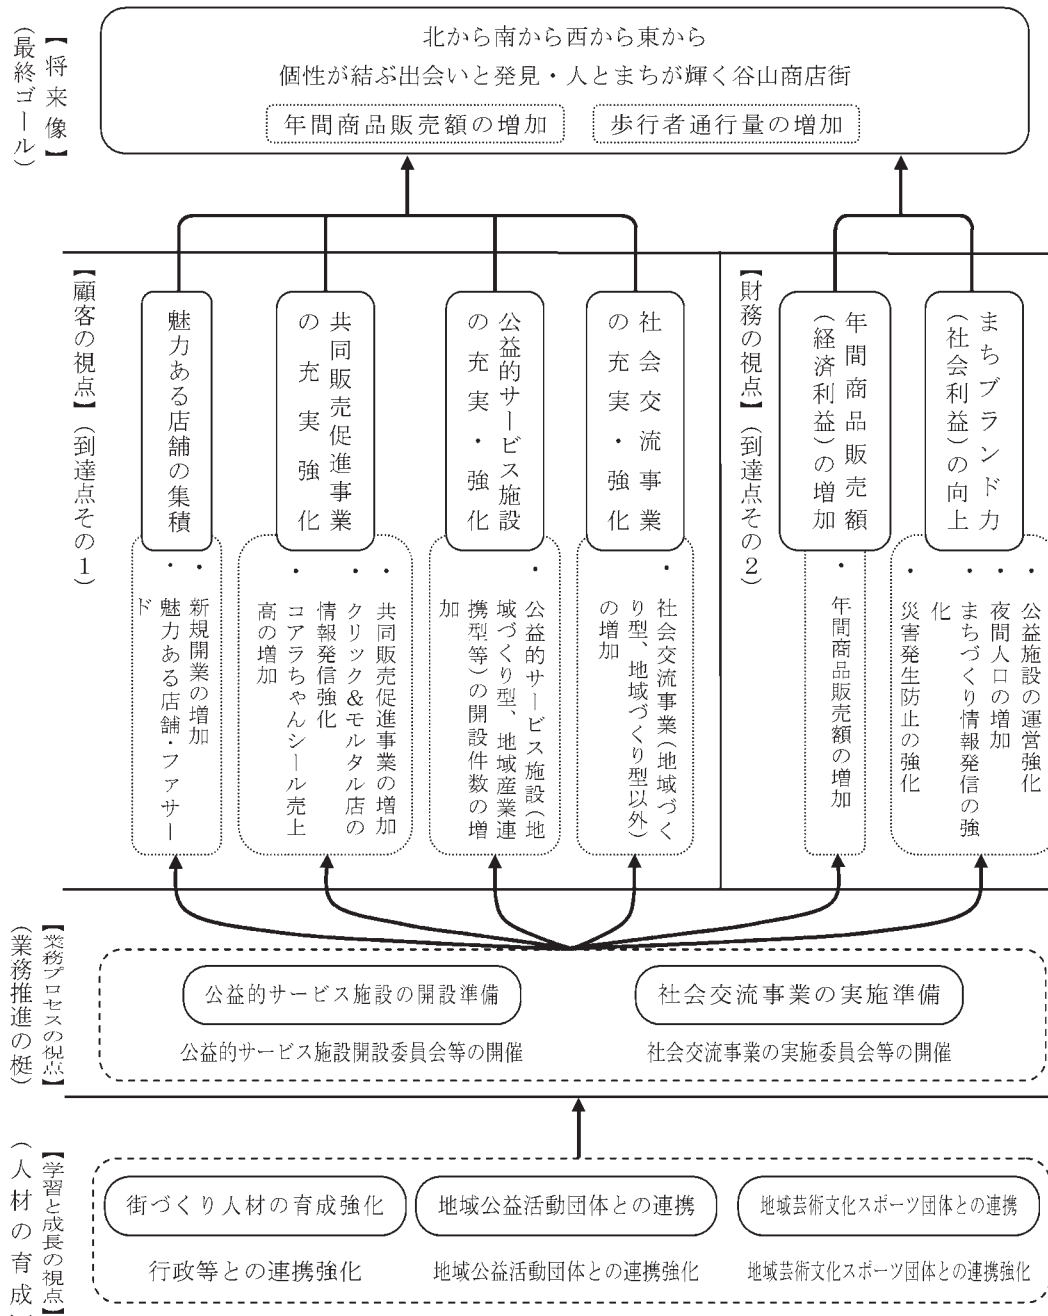 【将来像】
(最終ゴール)
北から南から西から東から
個性が結ぶ出会いと発見・人とまちが輝く谷山商店街
年間商品販売額の増加
歩行者通行量の増加
【顧客の視点】(到達点その1)
魅力ある店舗の集積
・新規開業の増加
・魅力ある店舗・ファサー
ド
共同販売促進事業
の充実強化
・共同販売促進事業の増加
・クリック&モルタル店の
情報発信強化
・コアラちゃんシール売上
高の増加
公益的サービス施設
の充実・強化
・公益的サービス施設(地
域づくり型、地域産業連
携型等)の開設件数の増
加
社会交流事業
の充実・強化
・社会交流事業(地域づく
り型、地域づくり型以外)
の増加
【財務の視点】(到達点その2)
年間商品販売額
(経済利益)の増加
・年間商品販売額の増加
まちブランド力
(社会利益)の向上
・公益施設の運営強化
・夜間人口の増加
・まちづくり情報発信の強
化
・災害発生防止の強化
【業務プロセスの視点】
(業務推進の梃)
公益的サービス施設の開設準備
公益的サービス施設開設委員会等の開催
社会交流事業の実施準備
社会交流事業の実施委員会等の開催
【学習と成長の視点】
(人材の育成
街づくり人材の育成強化
行政等との連携強化
地域公益活動団体との連携
地域公益活動団体との連携強化
地域芸術文化スポーツ団体との連携
地域芸術文化スポーツ団体との連携強化